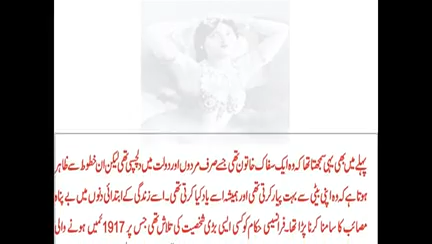 پہلے میں بھی یہی سمجھتا تھا کہ وہ ایک سفاک خاتون تھی جسے صرف مردوں اور دولت میں دلچسپی تھی لیکن ان خطوط سے ظاہر
ہوتا ہے کہ وہ اپنی بیٹی سے بہت پیار کرتی تھی اور ہمیشہ اسے یاد کیا کرتی تھی۔ اسے زندگی کے ابتدائی دنوں میں بے پناہ
مصائب کا سامنا کرنا پڑا تھا۔ فرانسیسی حکام کو کسی ایسی بڑی شخصیت کی تلاش تھی جس پر 1917 ئمیں ہونے والی